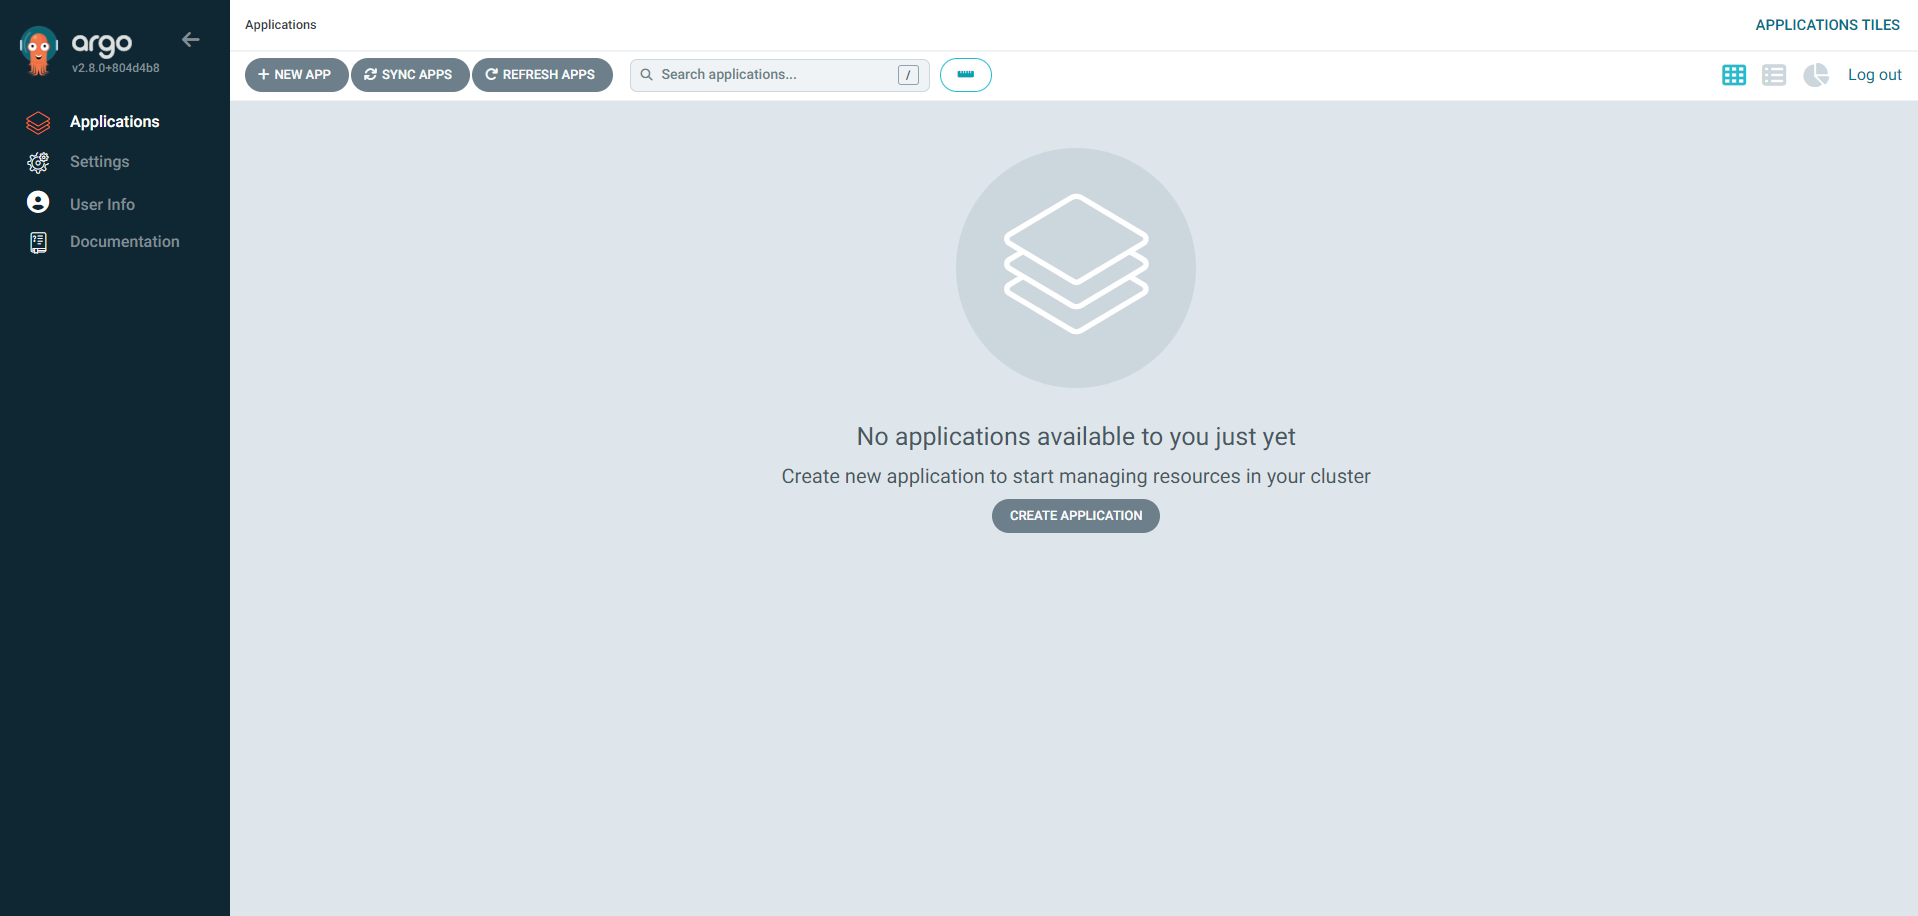 argo
v2.8.0+804d4b8
Applications
Settings
User Info
Documentation
Applications
APPLICATIONS TILES
NEW APP
SYNC APPS
REFRESH APPS
Search applications...
/
Log out
No applications available to you just yet
Create new application to start managing resources in your cluster
CREATE APPLICATION